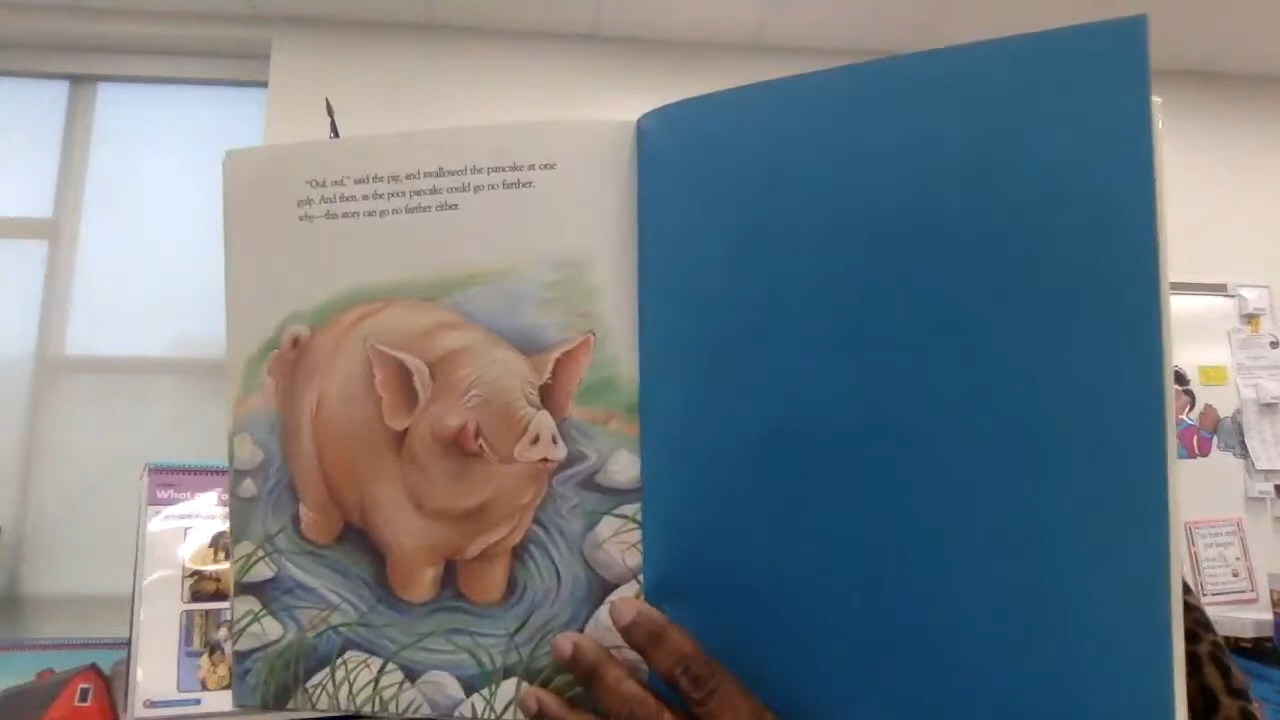 "Ouf, ouf," said the pig, and swallowed the pancake at one
gulp. And then, as the poor pancake could go no farther,
why—this story can go no farther either.
What